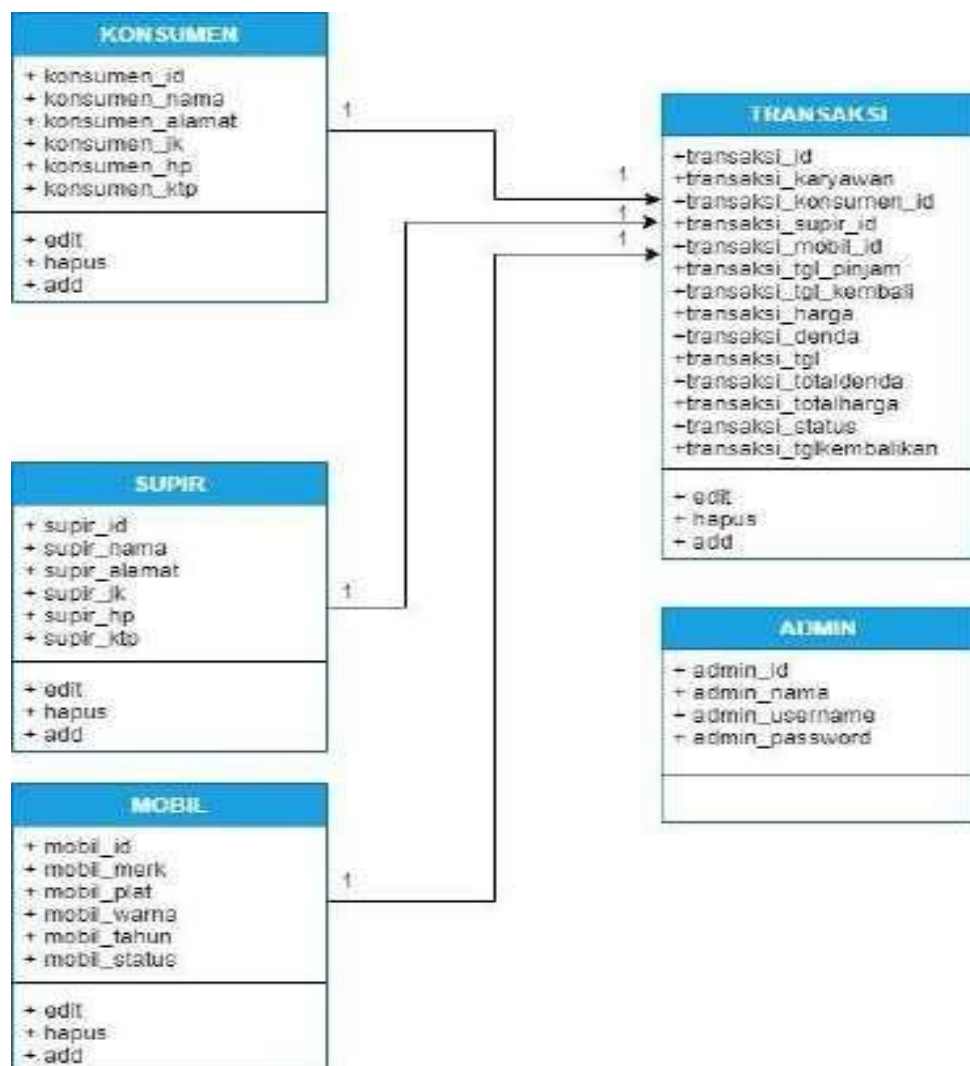 KONSUMEN
+ konsumen_id
+ konsumen_nama
+ konsumen_alamat
+ konsumen_jk
+ konsumen_hp
+ konsumen_ktp
+ edit
+ hapus
+ add
1
1
1
1
TRANSAKSI
+transaksi_id
+transaksi_karyawan
+transaksi_konsumen_id
+transaksi_supir_id
+transaksi_mobil_id
+transaksi_tgl_pinjam
+transaksi_tgl_kembali
+transaksi_harga
+transaksi_denda
+transaksi_tgl
+transaksi_totaldenda
+transaksi_totalharga
+transaksi_status
+transaksi_tglkembalikan
+ edit
+ hapus
+ add
SUPIR
+ supir_id
+ supir_nama
+ supir_alamat
+ supir_jk
+ supir_hp
+ supir_ktp
+ edit
+ hapus
+ add
1
ADMIN
+ admin_id
+ admin_nama
+ admin_username
+ admin_password
MOBIL
+ mobil_id
+ mobil_merk
+ mobil_plat
+ mobil_warna
+ mobil_tahun
+ mobil_status
+ edit
+ hapus
+ add
1